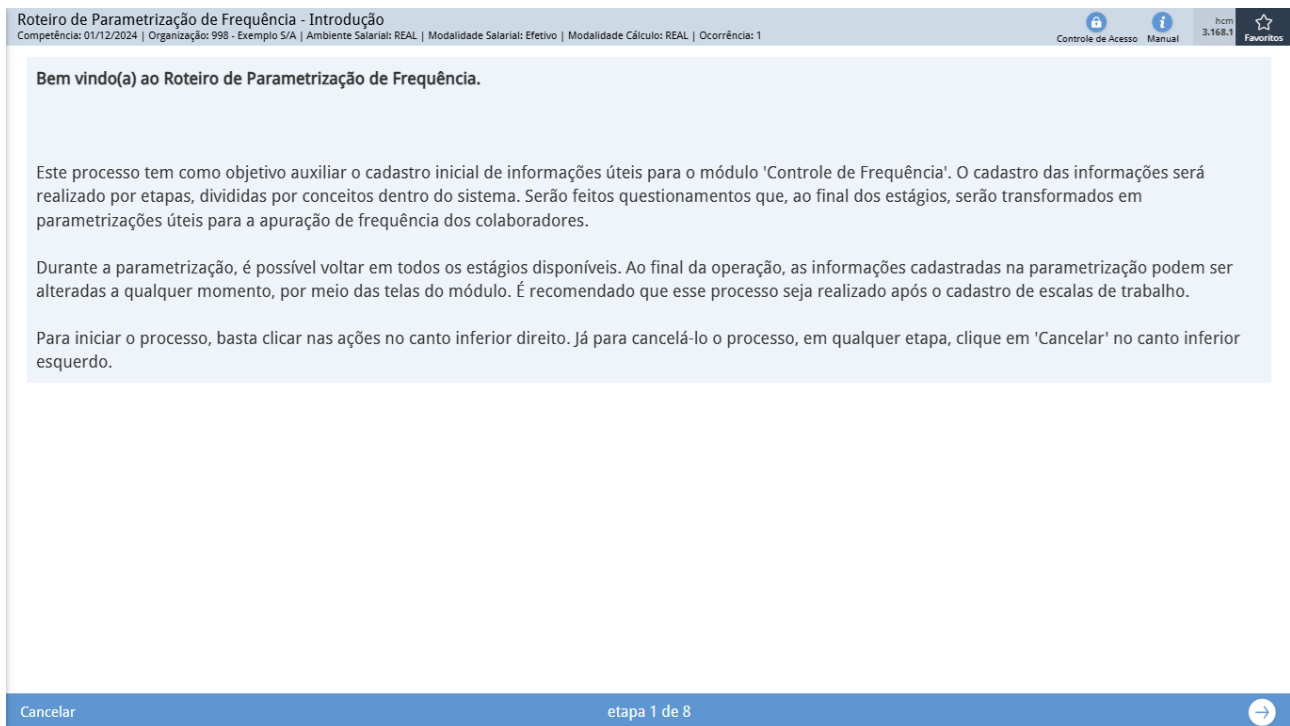 Roteiro de Parametrização de Frequência - Introdução
Competência: 01/12/2024 | Organização: 998 - Exemplo S/A | Ambiente Salarial: REAL | Modalidade Salarial: Efetivo | Modalidade Cálculo: REAL | Ocorrência: 1
Controle de Acesso
Manual
hcm
3.168.1
Favoritos
Bem vindo(a) ao Roteiro de Parametrização de Frequência.
Este processo tem como objetivo auxiliar o cadastro inicial de informações úteis para o módulo 'Controle de Frequência'. O cadastro das informações será
realizado por etapas, divididas por conceitos dentro do sistema. Serão feitos questionamentos que, ao final dos estágios, serão transformados em
parametrizações úteis para a apuração de frequência dos colaboradores.
Durante a parametrização, é possível voltar em todos os estágios disponíveis. Ao final da operação, as informações cadastradas na parametrização podem ser
alteradas a qualquer momento, por meio das telas do módulo. É recomendado que esse processo seja realizado após o cadastro de escalas de trabalho.
Para iniciar o processo, basta clicar nas ações no canto inferior direito. Já para cancelá-lo o processo, em qualquer etapa, clique em 'Cancelar' no canto inferior
esquerdo.
Cancelar
etapa 1 de 8